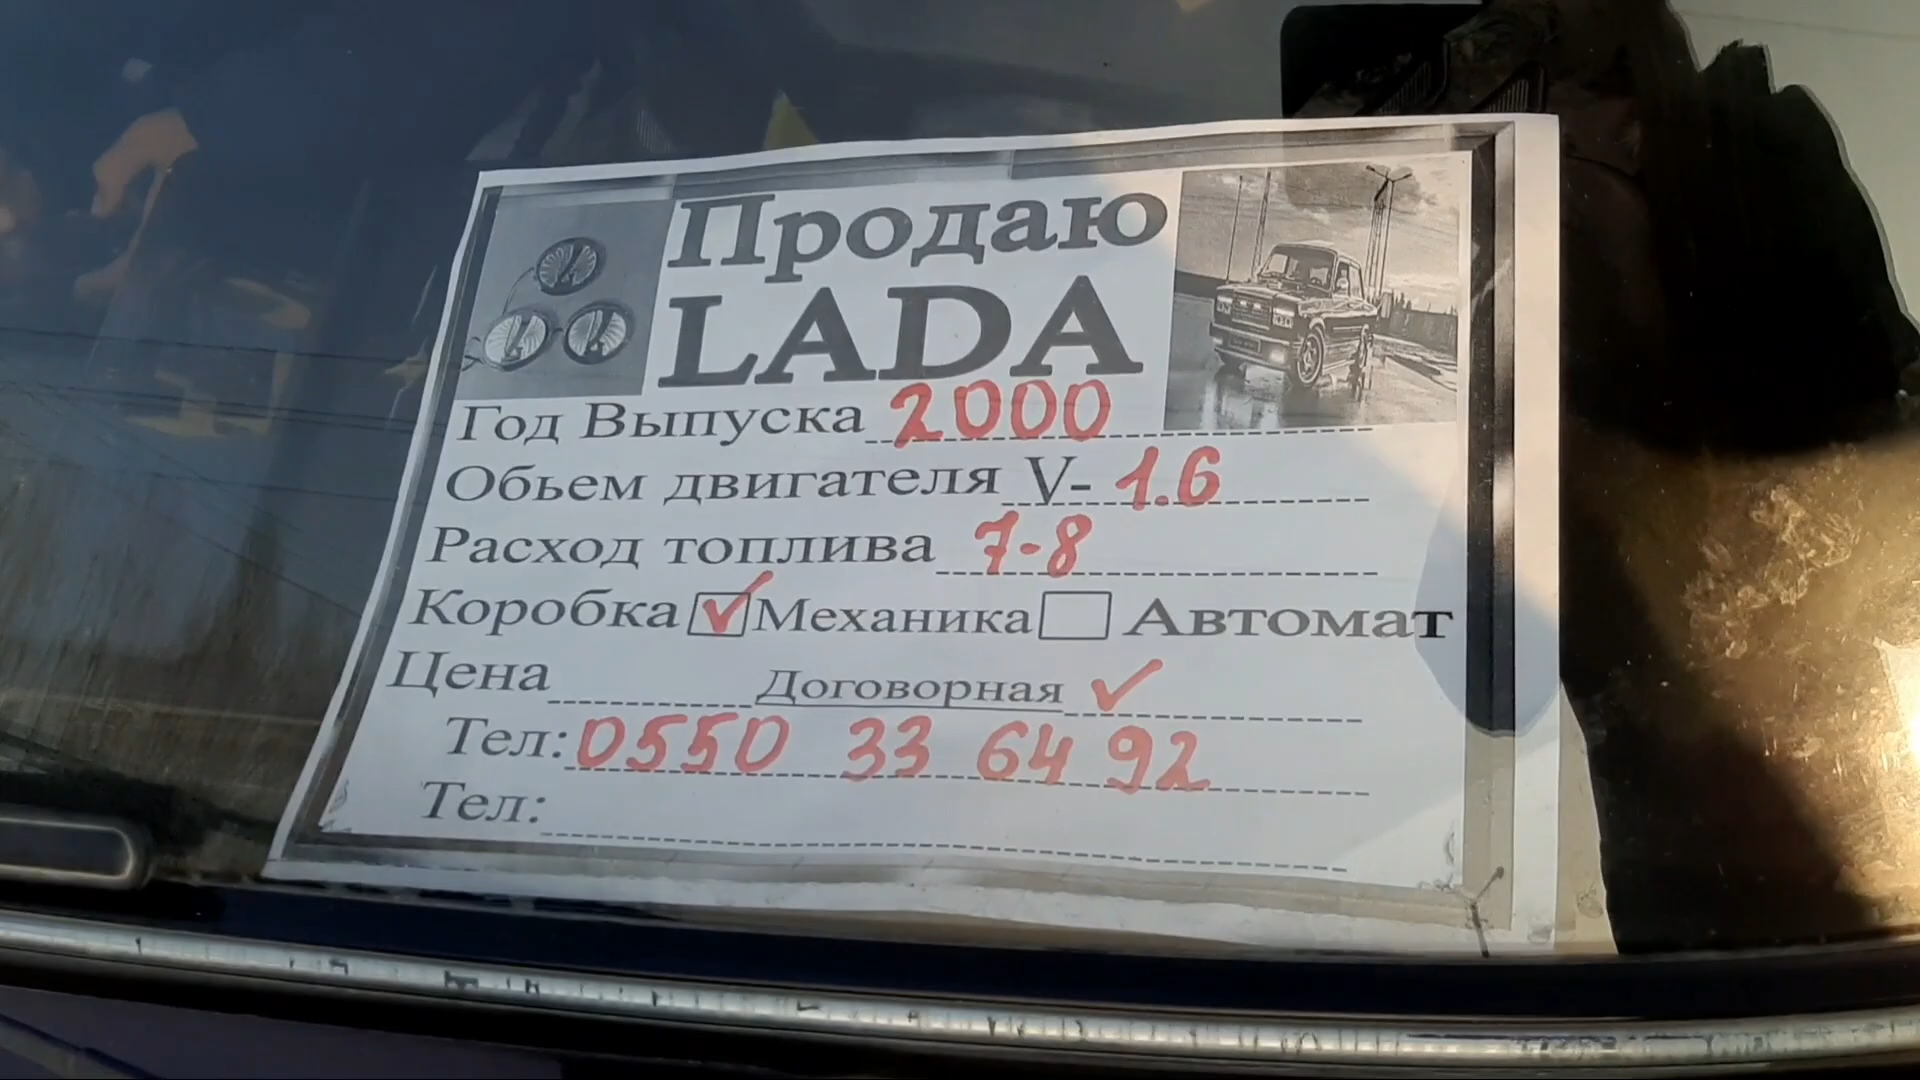 Продаю
LADA
Год Выпуска 2000
Обьем двигателя V- 1.6
Расход топлива 7-8
Коробка ✓ Механика Автомат
Цена Договорная ✓
Тел: 0550 33 64 92
Тел: